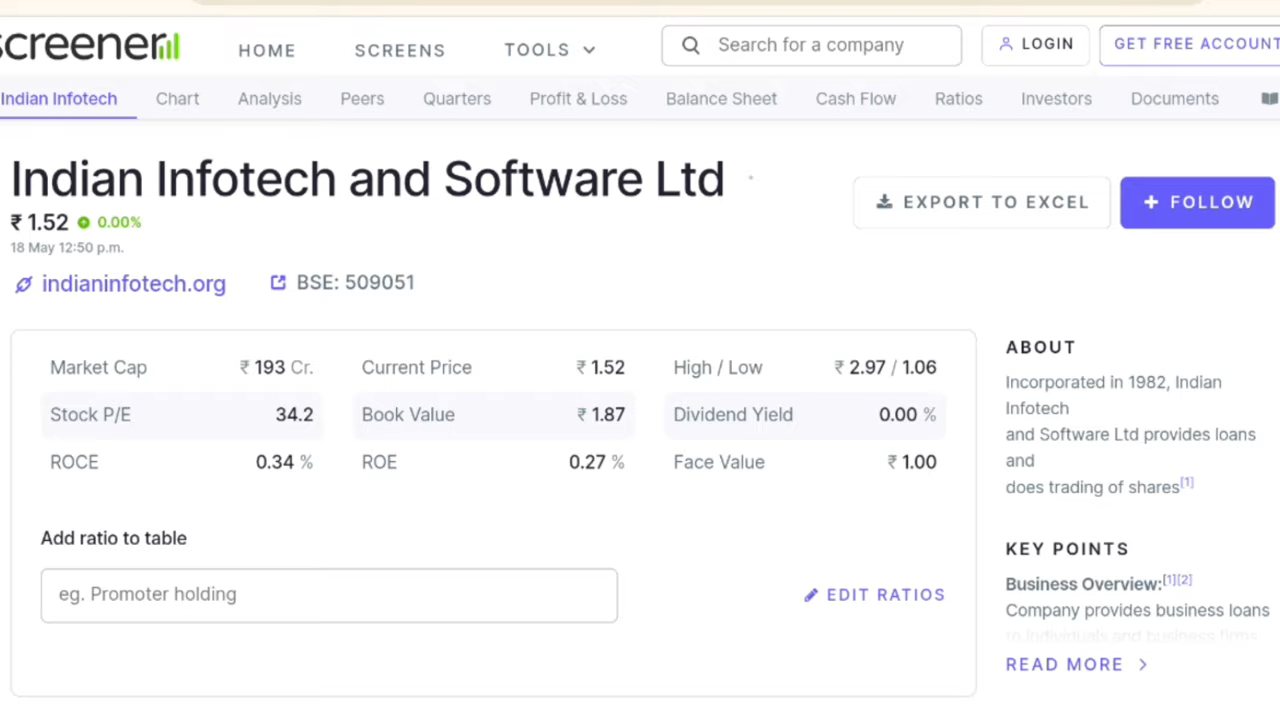 screener
HOME SCREENS TOOLS Search for a company LOGIN GET FREE ACCOUNT
Indian Infotech Chart Analysis Peers Quarters Profit & Loss Balance Sheet Cash Flow Ratios Investors Documents
Indian Infotech and Software Ltd
EXPORT TO EXCEL + FOLLOW
₹ 1.52 0.00%
18 May 12:50 p.m.
indianinfotech.org BSE: 509051
Market Cap ₹ 193 Cr. Current Price ₹ 1.52 High / Low ₹ 2.97 / 1.06
Stock P/E 34.2 Book Value ₹ 1.87 Dividend Yield 0.00 %
ROCE 0.34 % ROE 0.27 % Face Value ₹ 1.00
Add ratio to table
eg. Promoter holding EDIT RATIOS
ABOUT
Incorporated in 1982, Indian
Infotech
and Software Ltd provides loans
and
does trading of shares[1]
KEY POINTS
Business Overview:[1][2]
Company provides business loans
to individuals and business firms
READ MORE >